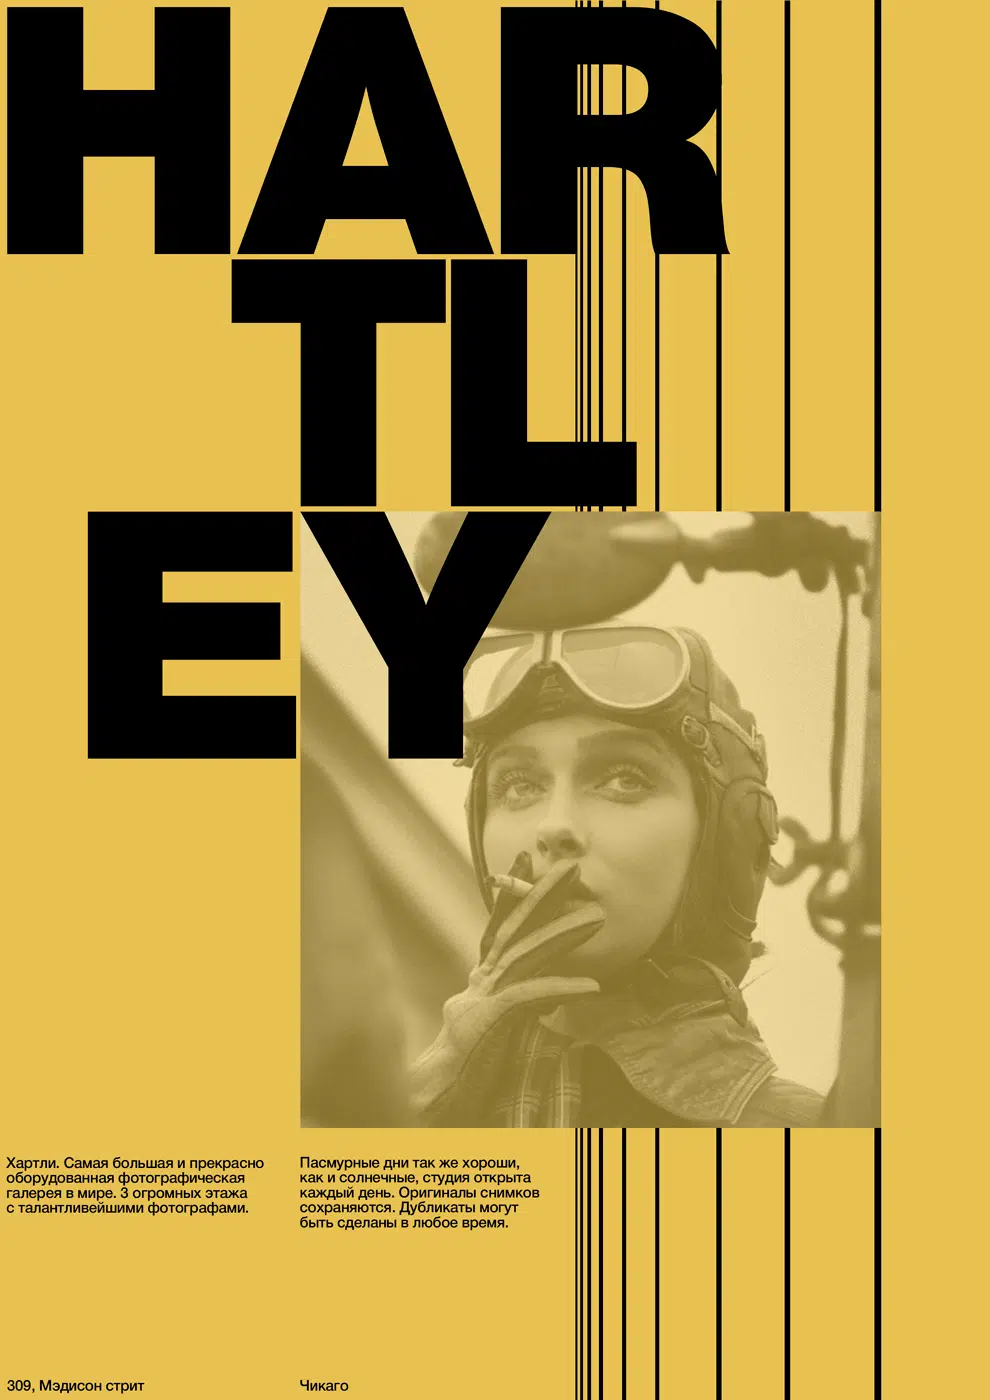 HAR
TL
EY
Хартли. Самая большая и прекрасно
оборудованная фотографическая
галерея в мире. 3 огромных этажа
с талантливейшими фотографами.
Пасмурные дни так же хороши,
как и солнечные, студия открыта
каждый день. Оригиналы снимков
сохраняются. Дубликаты могут
быть сделаны в любое время.
309, Мэдисон стрит
Чикаго